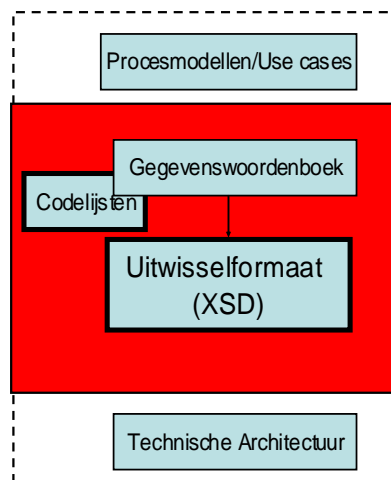 Procesmodellen/Use cases
Gegevenswoordenboek
Codelijsten
Uitwisselformaat
(XSD)
Technische Architectuur